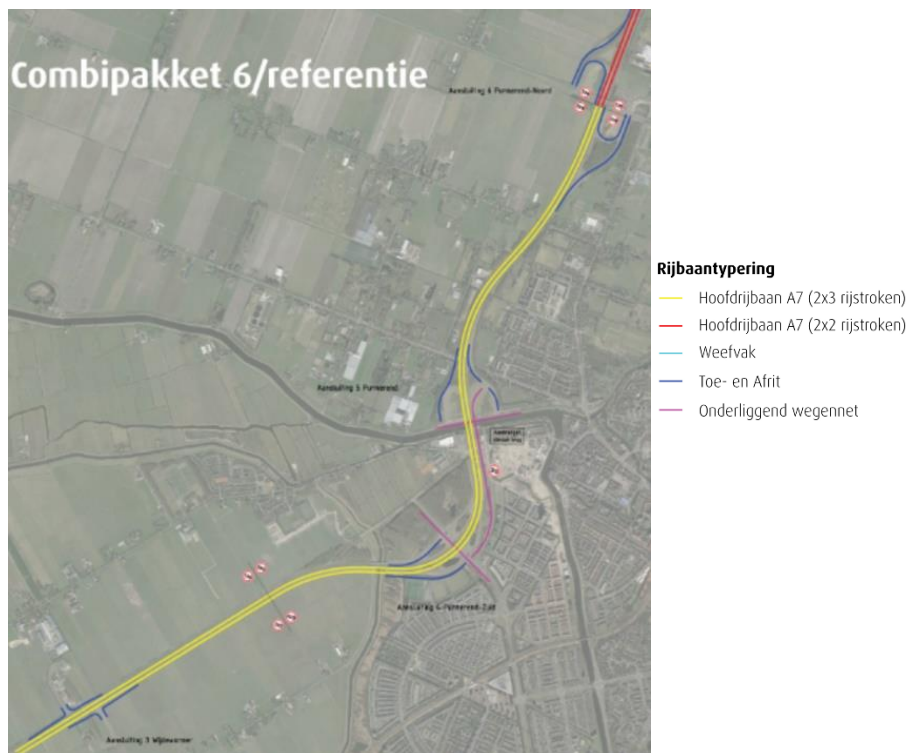 Combipakket 6/referentie
Aansluiting 6 Purmerend-Noord
Aansluiting 5 Purmerend
Aansluiting 4 Purmerend-Zuid
Aansluiting 3 Wijdewormer
Rijbaantypering
Hoofdrijbaan A7 (2x3 rijstroken)
Hoofdrijbaan A7 (2x2 rijstroken)
Weefvak
Toe- en Afrit
Onderliggend wegennet